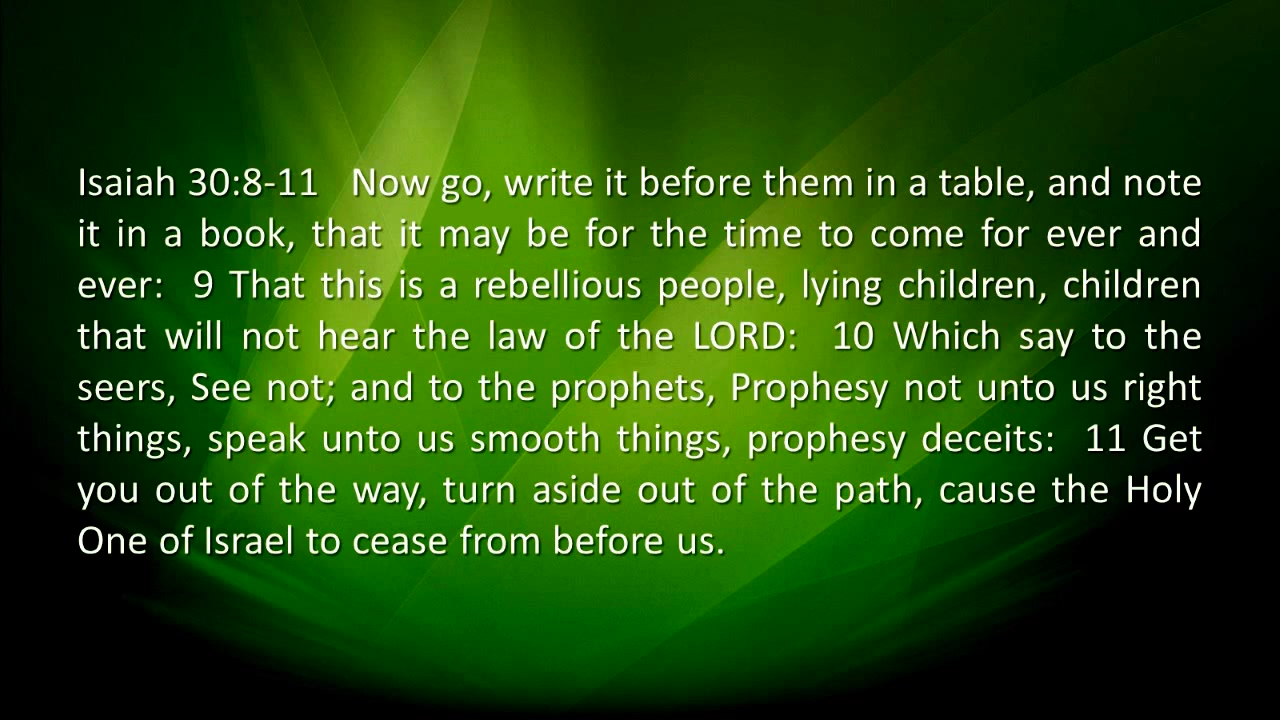 Isaiah 30:8-11   Now go, write it before them in a table, and note
it in a book, that it may be for the time to come for ever and
ever:  9 That this is a rebellious people, lying children, children
that will not hear the law of the LORD:  10 Which say to the
seers, See not; and to the prophets, Prophesy not unto us right
things, speak unto us smooth things, prophesy deceits:  11 Get
you out of the way, turn aside out of the path, cause the Holy
One of Israel to cease from before us.